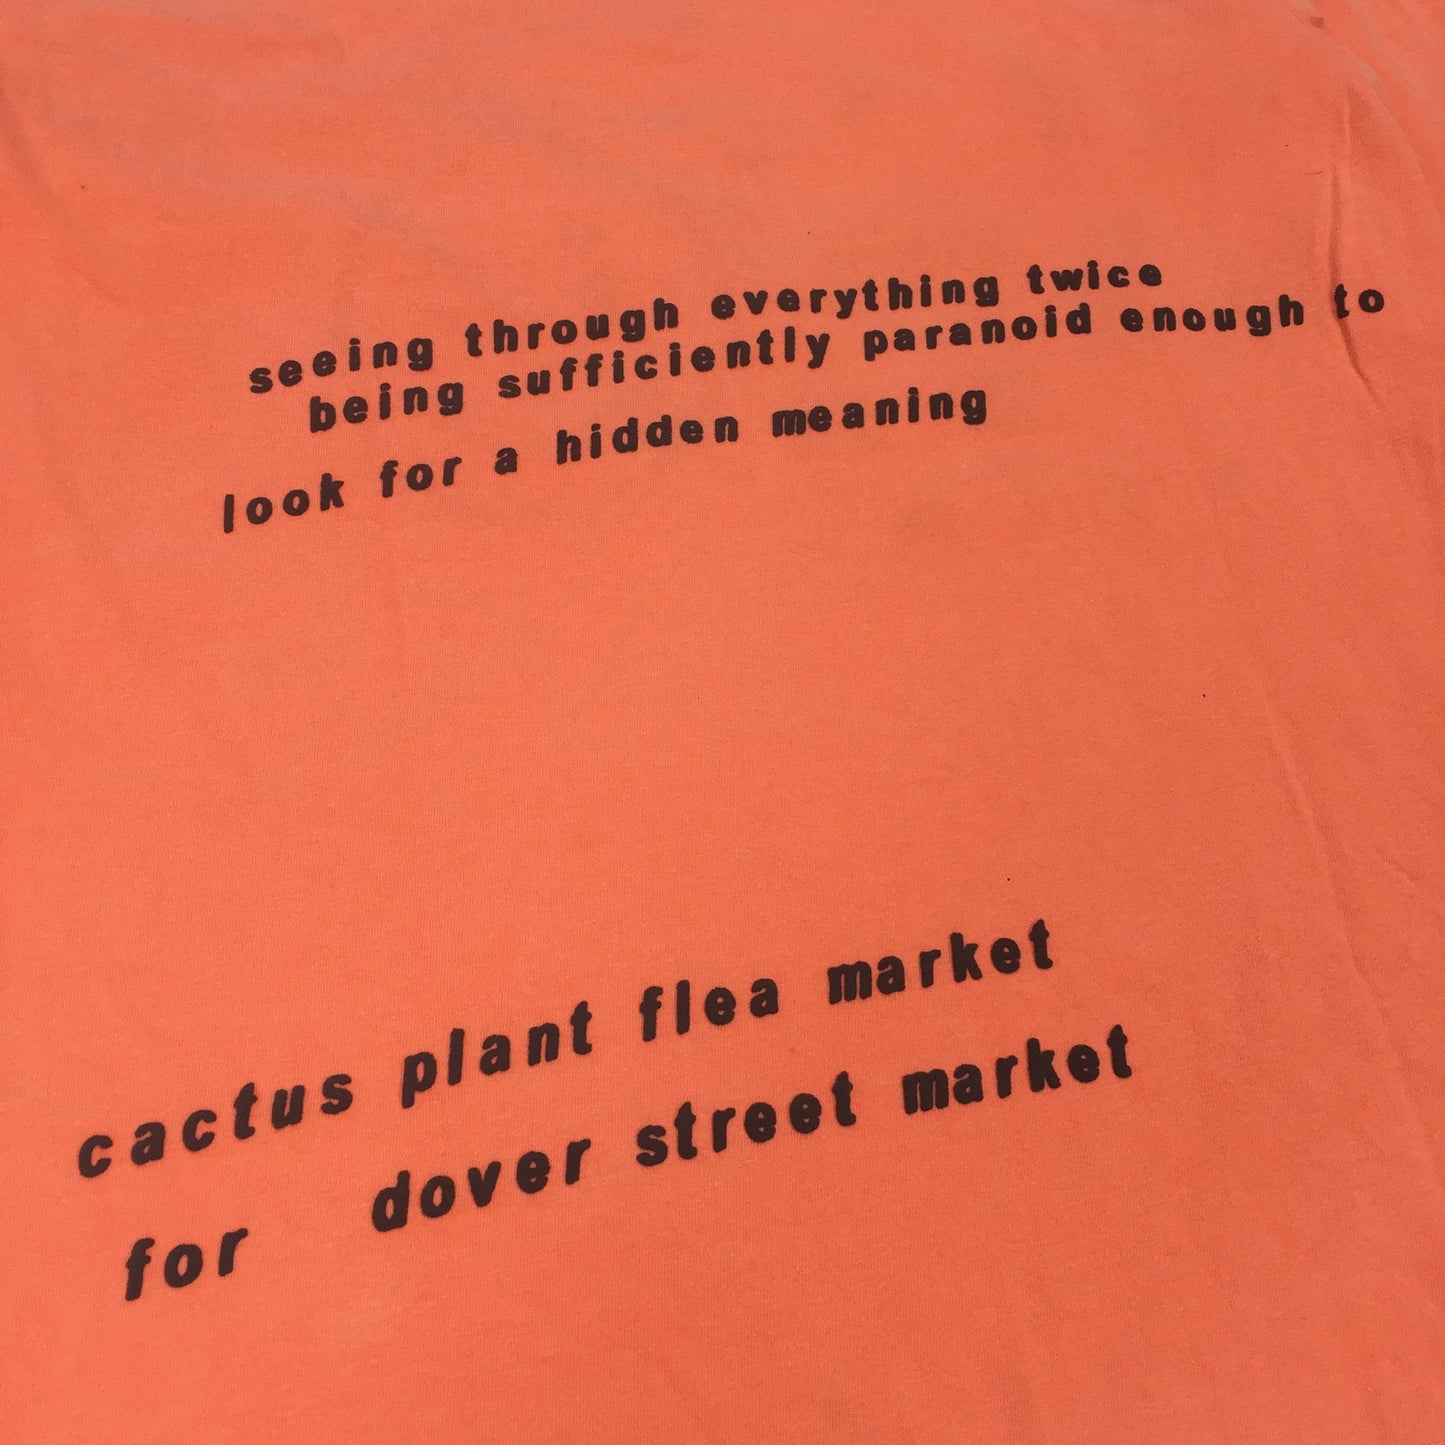 seeing through everything twice
being sufficiently paranoid enough to
look for a hidden meaning
cactus plant flea market
for dover street market